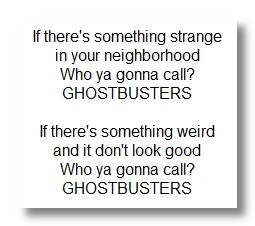 If there's something strange
in your neighborhood
Who ya gonna call?
GHOSTBUSTERS

If there's something weird
and it don't look good
Who ya gonna call?
GHOSTBUSTERS